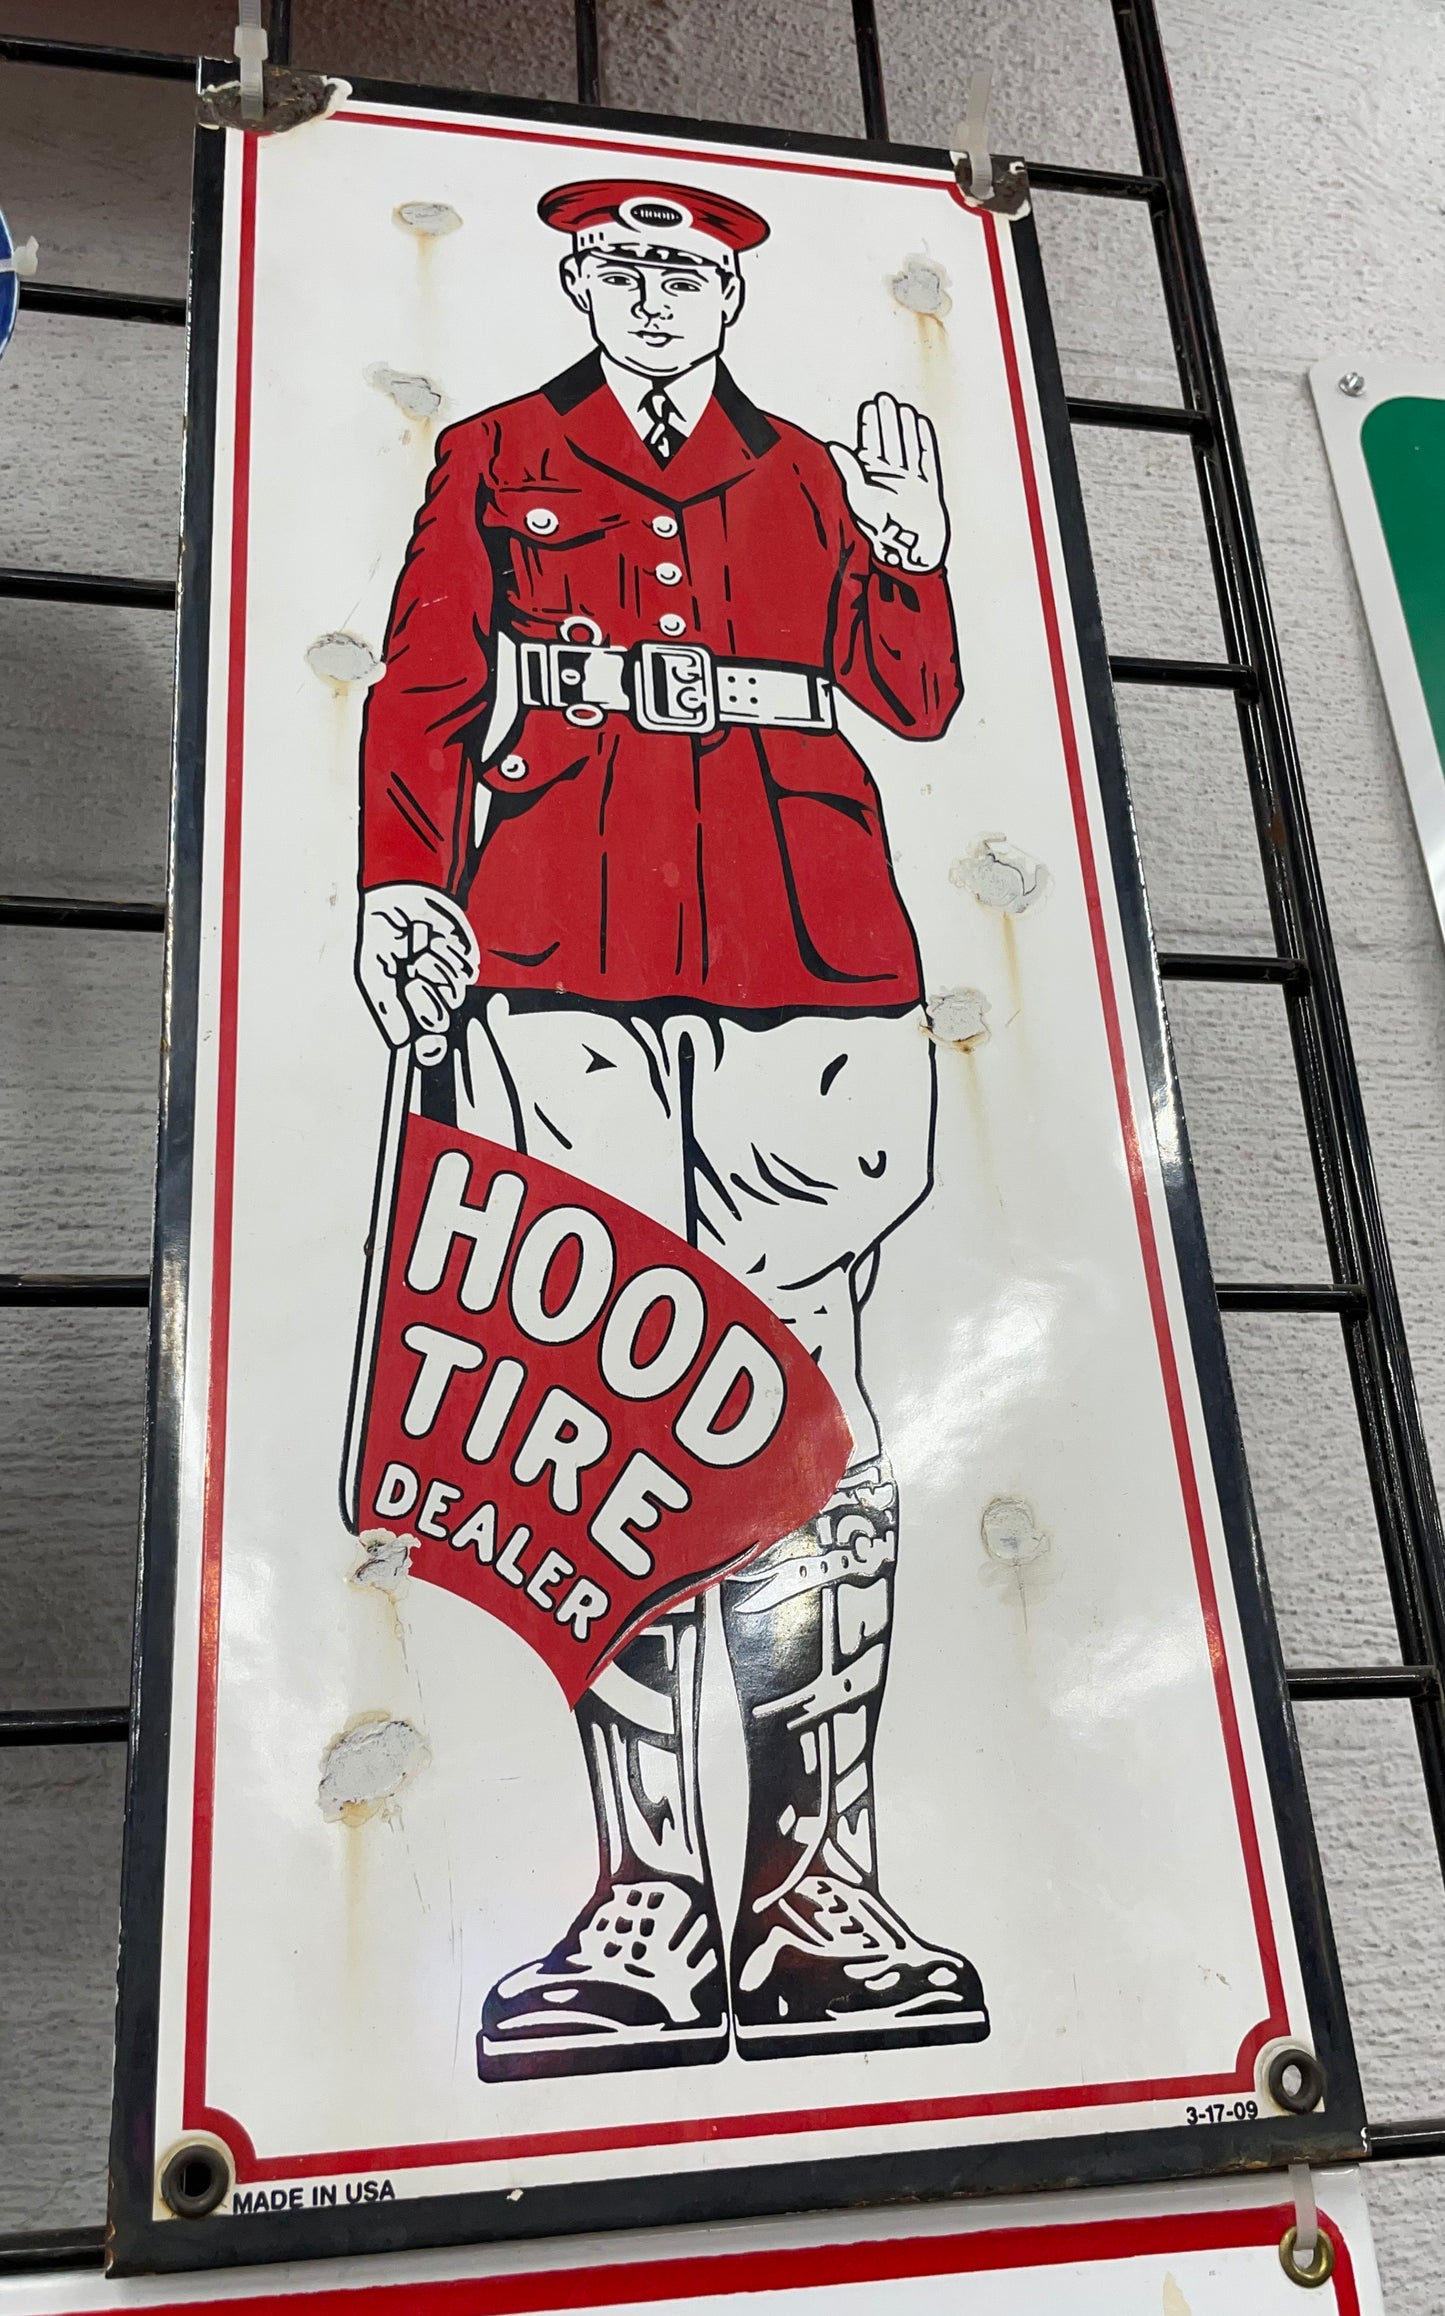 HOOD
HOOD
TIRE
DEALER
3-17-09
MADE IN USA